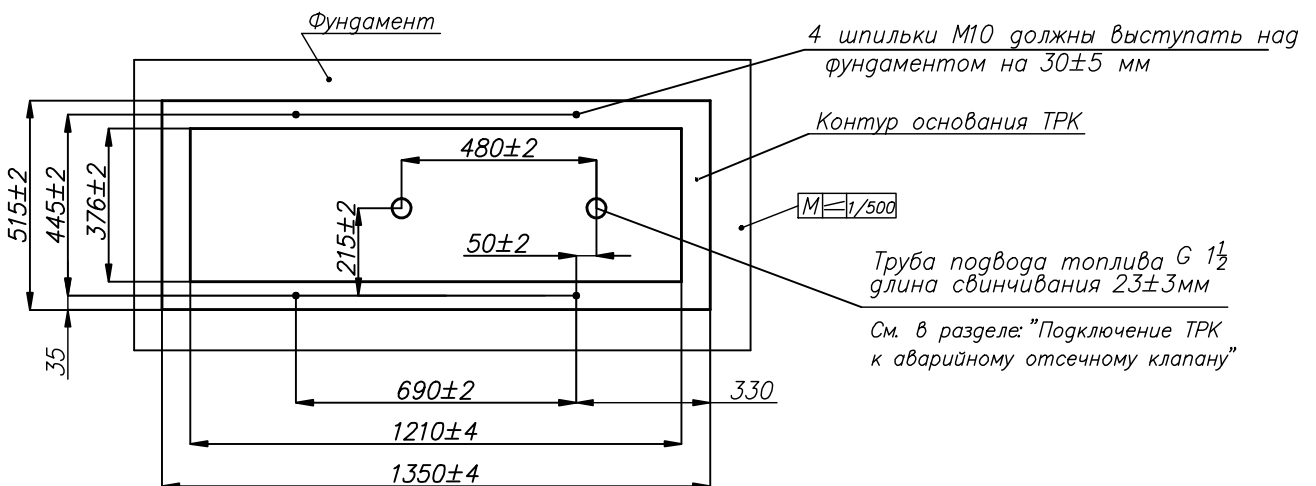 Фундамент
4 шпильки М10 должны выступать над
фундаментом на 30±5 мм
Контур основания ТРК
480±2
515±2
445±2
376±2
215±2
50±2
М 1/500
Труба подвода топлива G 1½
длина свинчивания 23±3мм
См. в разделе: "Подключение ТРК
к аварийному отсечному клапану"
35
690±2
330
1210±4
1350±4